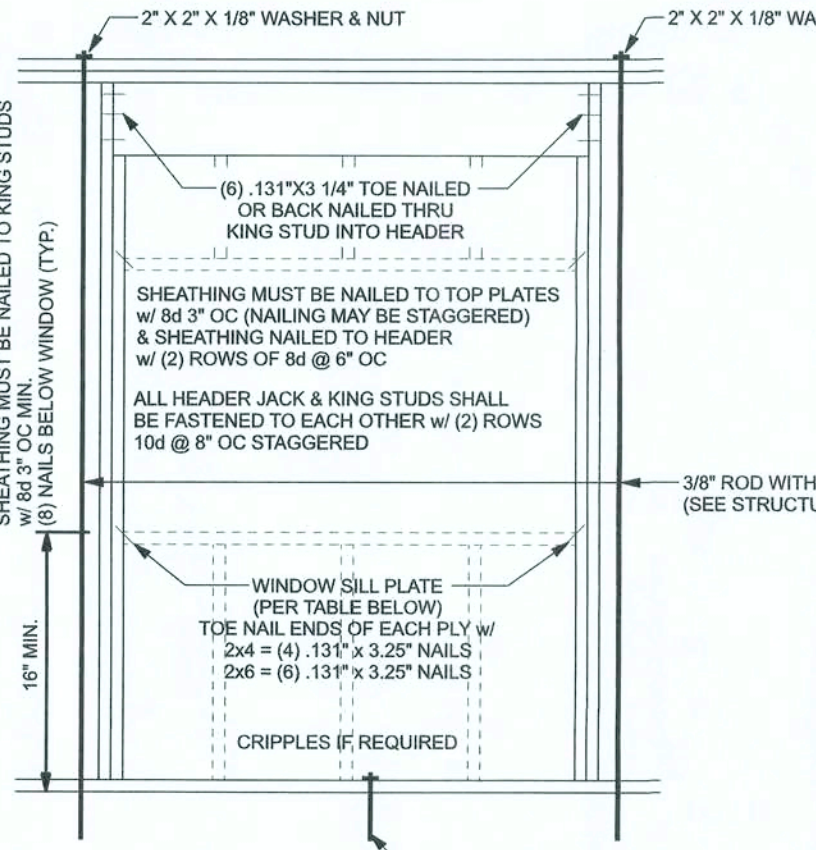 2" X 2" X 1/8" WASHER & NUT
2" X 2" X 1/8" WA
SHEATHING MUST BE NAILED TO KING STUDS
w/ 8d 3" OC MIN.
(8) NAILS BELOW WINDOW (TYP.)
(6) .131"X3 1/4" TOE NAILED
OR BACK NAILED THRU
KING STUD INTO HEADER
SHEATHING MUST BE NAILED TO TOP PLATES
w/ 8d 3" OC (NAILING MAY BE STAGGERED)
& SHEATHING NAILED TO HEADER
w/ (2) ROWS OF 8d @ 6" OC
ALL HEADER JACK & KING STUDS SHALL
BE FASTENED TO EACH OTHER w/ (2) ROWS
10d @ 8" OC STAGGERED
3/8" ROD WITH
(SEE STRUCTU
WINDOW SILL PLATE
(PER TABLE BELOW)
TOE NAIL ENDS OF EACH PLY w/
2x4 = (4) .131" x 3.25" NAILS
2x6 = (6) .131" x 3.25" NAILS
16" MIN.
CRIPPLES IF REQUIRED